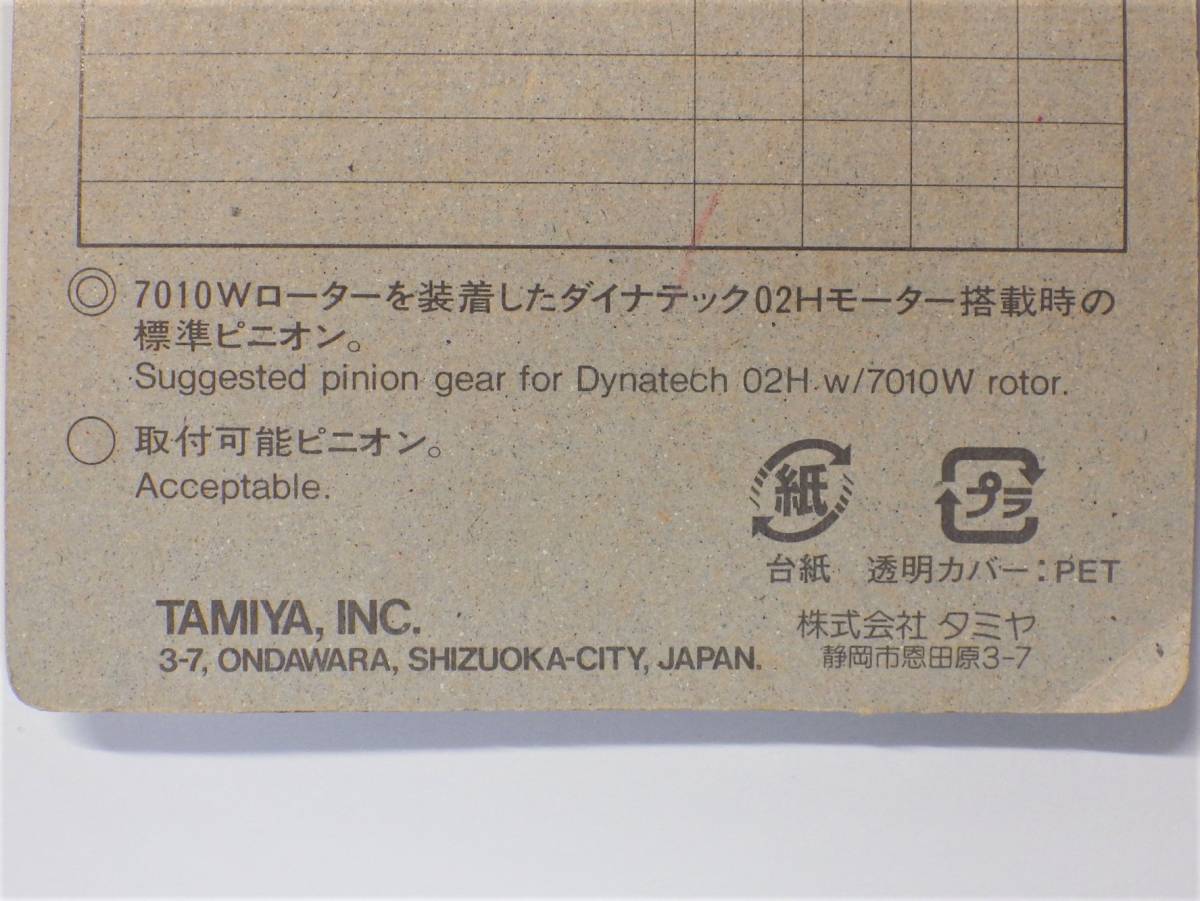 ◎ 7010Wローターを装着したダイナテック02Hモーター搭載時の
標準ピニオン。
Suggested pinion gear for Dynatech 02H w/7010W rotor.
○ 取付可能ピニオン。
Acceptable.
紙 プラ
台紙 透明カバー:PET
TAMIYA, INC.
3-7, ONDAWARA, SHIZUOKA-CITY, JAPAN.
株式会社 タミヤ
静岡市恩田原3-7